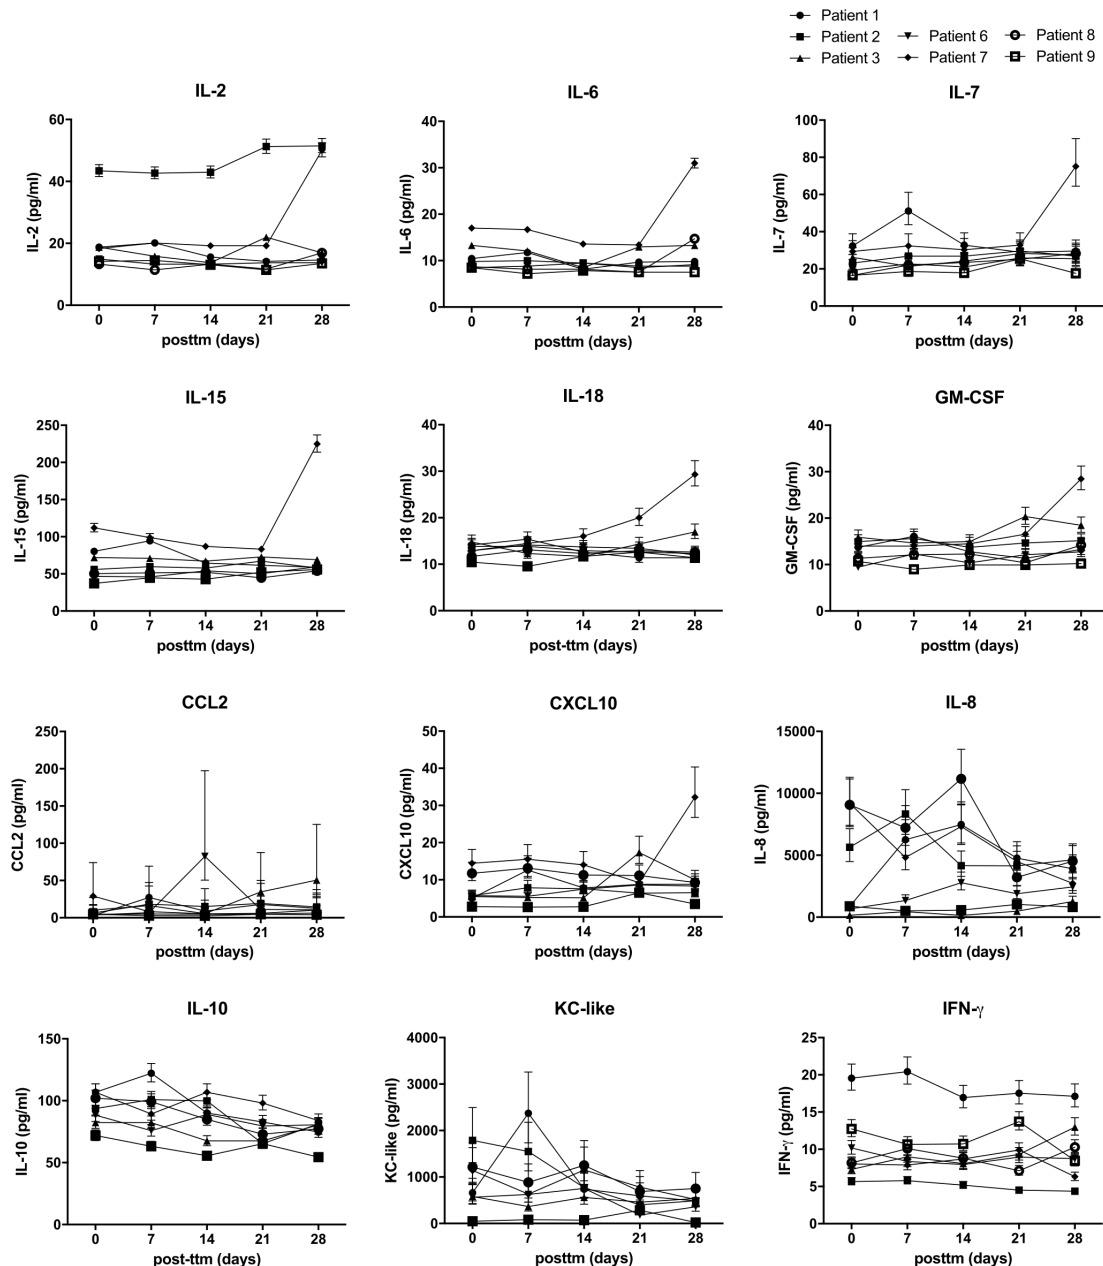 Patient 1
Patient 2 Patient 6 Patient 8
Patient 3 Patient 7 Patient 9
IL-2 IL-6 IL-7
60
40
20
0
IL-2 (pg/ml)
0 7 14 21 28
posttm (days)
40
30
20
10
0
IL-6 (pg/ml)
0 7 14 21 28
posttm (days)
100
80
60
40
20
0
IL-7 (pg/ml)
0 7 14 21 28
posttm (days)
IL-15 IL-18 GM-CSF
250
200
150
100
50
0
IL-15 (pg/ml)
0 7 14 21 28
posttm (days)
40
30
20
10
0
IL-18 (pg/ml)
0 7 14 21 28
post-ttm (days)
40
30
20
10
0
GM-CSF (pg/ml)
0 7 14 21 28
posttm (days)
CCL2 CXCL10 IL-8
250
200
150
100
50
0
CCL2 (pg/ml)
0 7 14 21 28
posttm (days)
50
40
30
20
10
0
CXCL10 (pg/ml)
0 7 14 21 28
posttm (days)
15000
10000
5000
0
IL-8 (pg/ml)
0 7 14 21 28
posttm (days)
IL-10 KC-like IFN-γ
150
100
50
0
IL-10 (pg/ml)
0 7 14 21 28
post-ttm (days)
4000
3000
2000
1000
0
KC-like (pg/ml)
0 7 14 21 28
posttm (days)
25
20
15
10
5
0
IFN-γ (pg/ml)
0 7 14 21 28
posttm (days)